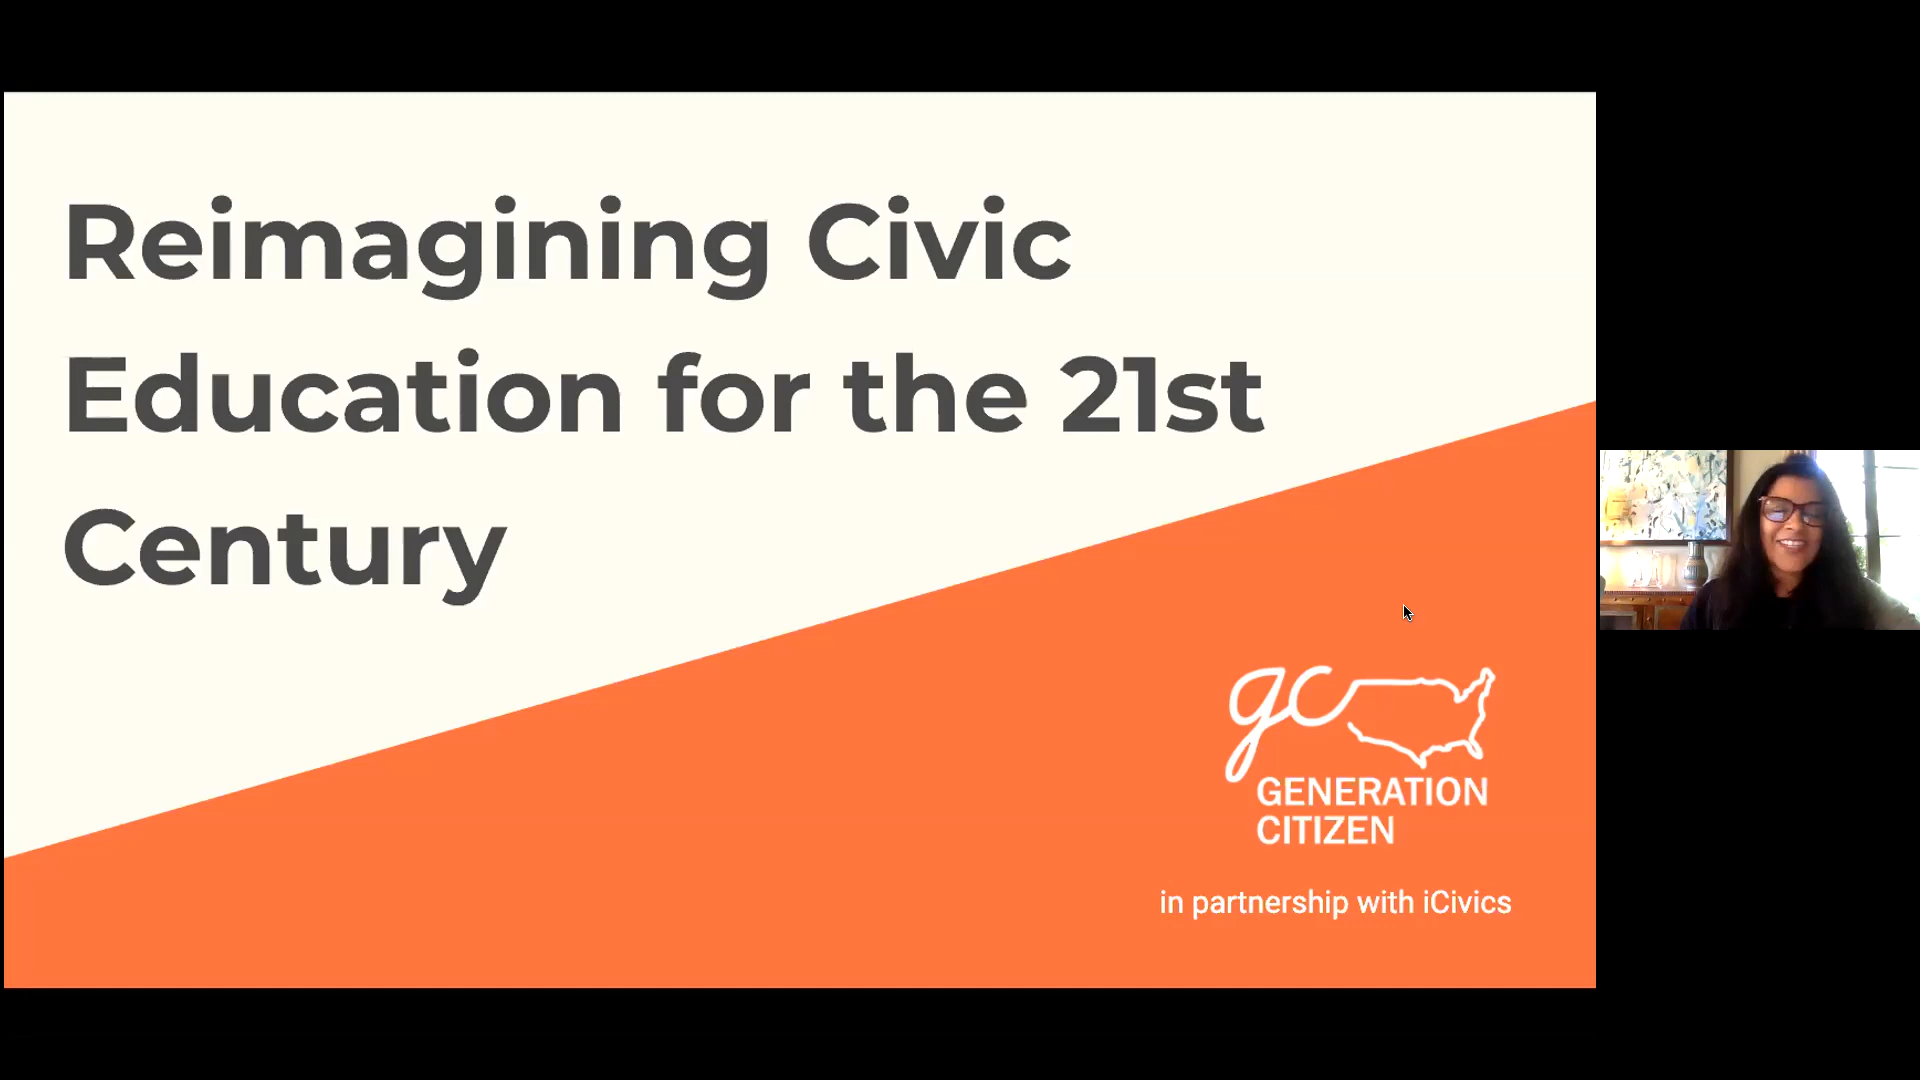 Reimagining Civic
Education for the 21st
Century
gc
GENERATION
CITIZEN
in partnership with iCivics